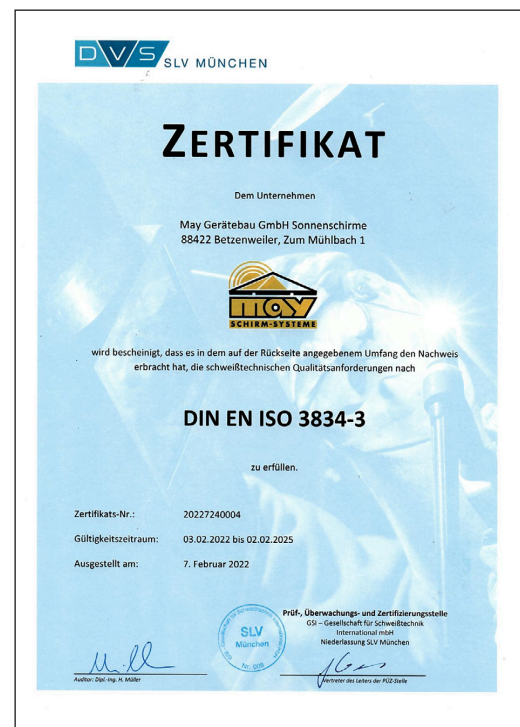 DVS SLV MÜNCHEN
ZERTIFIKAT
Dem Unternehmen
May Gerätebau GmbH Sonnenschirme
88422 Betzenweiler, Zum Mühlbach 1
may
SCHIRM-SYSTEME
wird bescheinigt, dass es in dem auf der Rückseite angegebenem Umfang den Nachweis
erbracht hat, die schweißtechnischen Qualitätsanforderungen nach
DIN EN ISO 3834-3
zu erfüllen.
Zertifikats-Nr.: 20227240004
Gültigkeitszeitraum: 03.02.2022 bis 02.02.2025
Ausgestellt am: 7. Februar 2022
Prüf-, Überwachungs- und Zertifizierungsstelle
GSI – Gesellschaft für Schweißtechnik
International mbH
Niederlassung SLV München
SLV
München
Nr. 008
Auditor: Dipl.-Ing. H. Müller
Vertreter des Leiters der PÜZ-Stelle